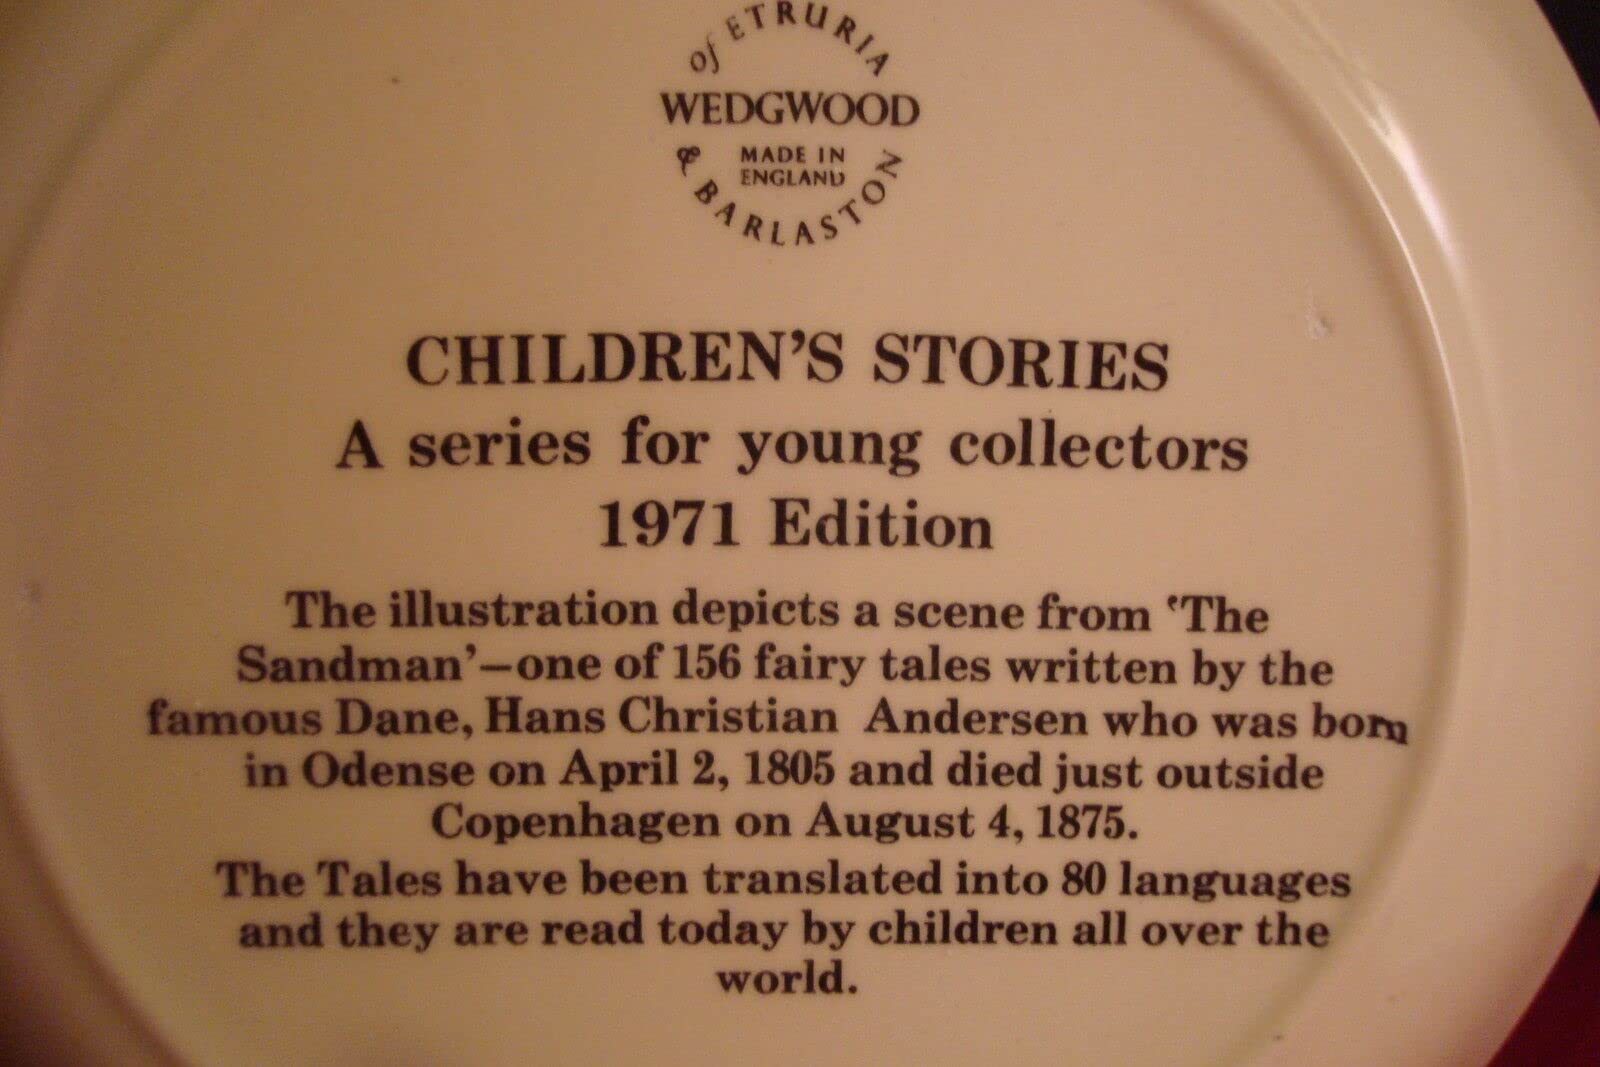 of ETRURIA
WEDGWOOD
MADE IN
ENGLAND
& BARLASTON
CHILDREN'S STORIES
A series for young collectors
1971 Edition
The illustration depicts a scene from ‘The
Sandman’—one of 156 fairy tales written by the
famous Dane, Hans Christian Andersen who was born
in Odense on April 2, 1805 and died just outside
Copenhagen on August 4, 1875.
The Tales have been translated into 80 languages
and they are read today by children all over the
world.